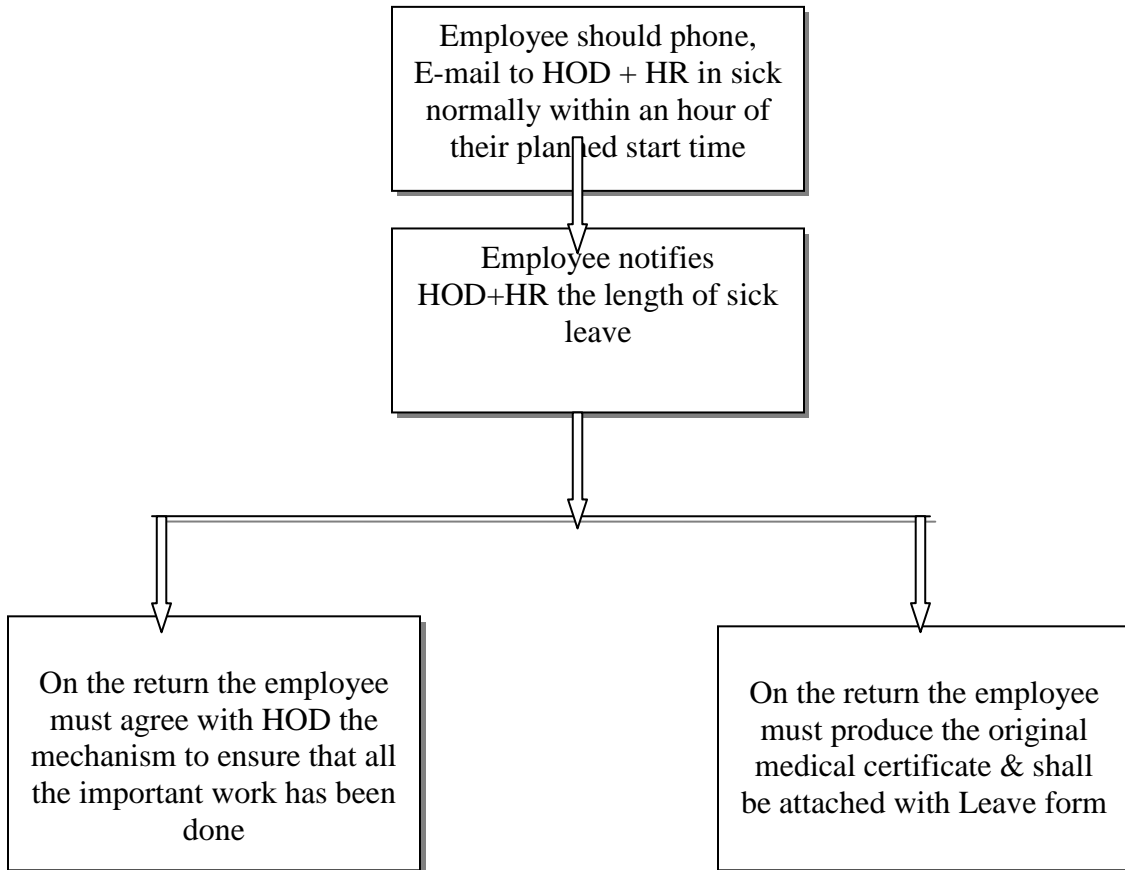 Employee should phone,
E-mail to HOD + HR in sick
normally within an hour of
their planned start time
Employee notifies
HOD+HR the length of sick
leave
On the return the employee
must agree with HOD the
mechanism to ensure that all
the important work has been
done
On the return the employee
must produce the original
medical certificate & shall
be attached with Leave form